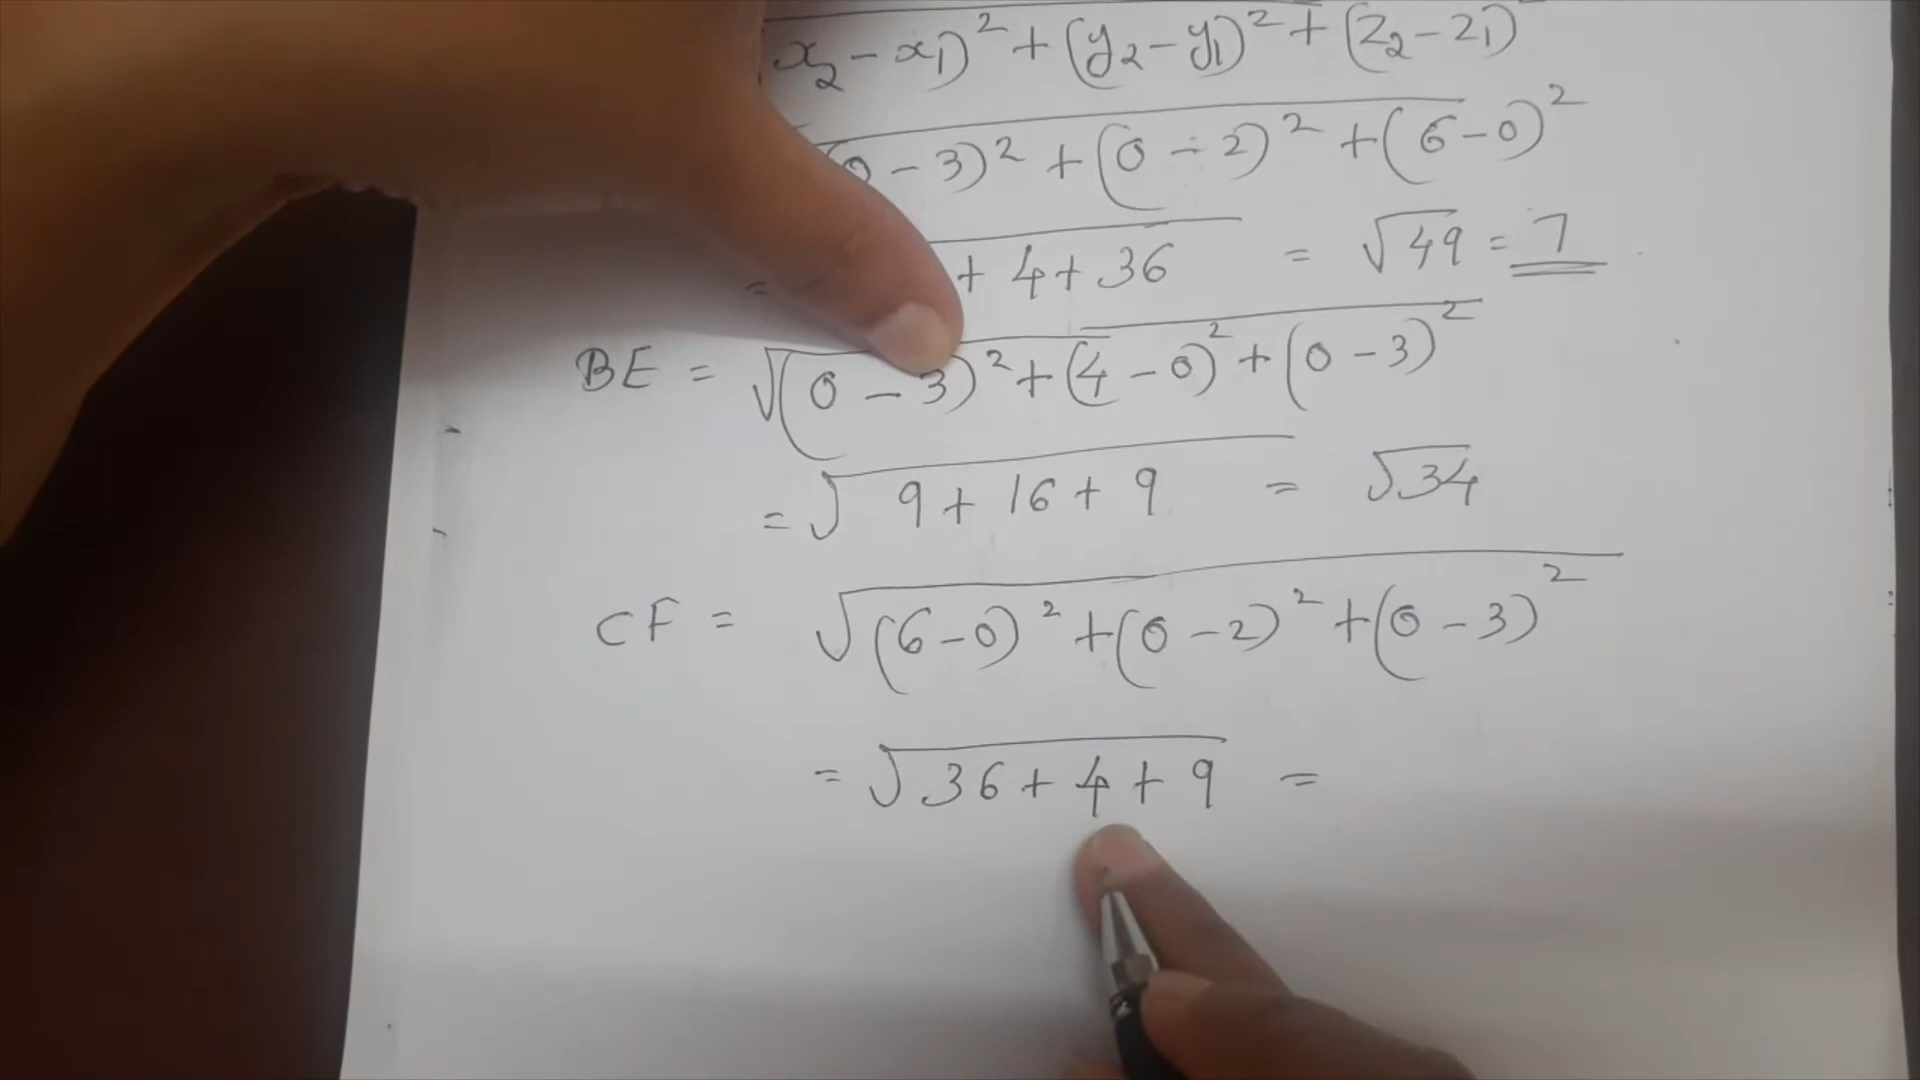 x₂ - x₁)² + (y₂ - y₁)² + (z₂ - z₁)
0 - 3)² + (0 - 2)² + (6 - 0)²
= + 4 + 36 = √49 = 7
BE = √(0 - 3)² + (4 - 0)² + (0 - 3)²
= √9 + 16 + 9 = √34
CF = √(6 - 0)² + (0 - 2)² + (0 - 3)²
= √36 + 4 + 9 =